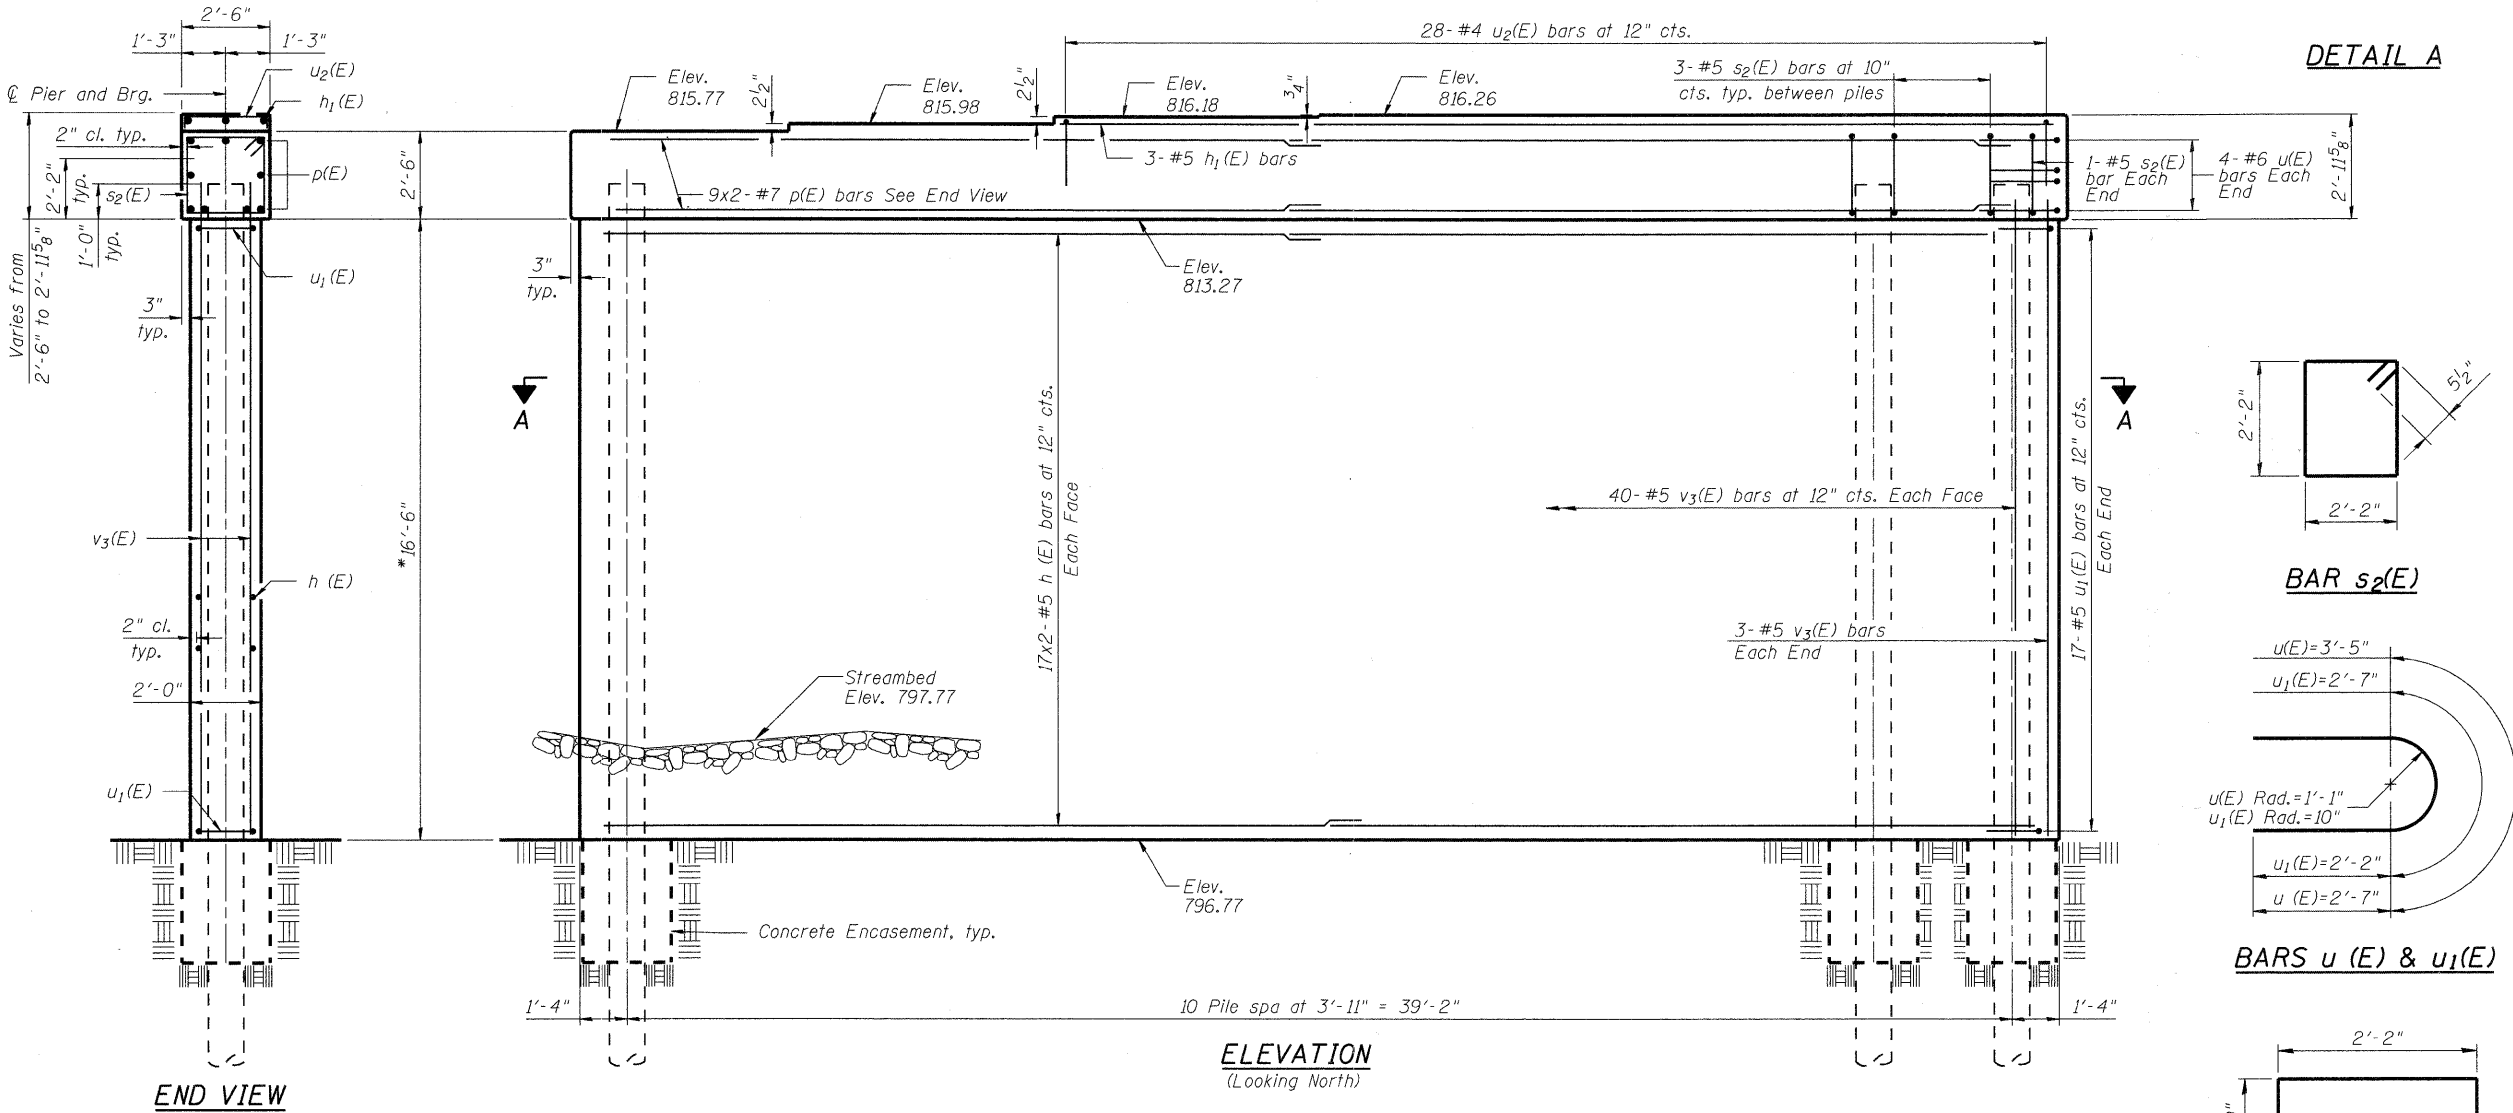 2'-6"
1'-3"
1'-3"
u2(E)
℄ Pier and Brg.
h1(E)
2" cl. typ.
2'-2"
typ.
s2(E)
p(E)
1'-0"
typ.
Varies from
2'-6" to 2'-11 5/8"
u1(E)
3"
typ.
v3(E)
h (E)
2" cl.
typ.
2'-0"
u1(E)
END VIEW
2'-6"
*16'-6"
A
Elev.
815.77
2 1/2"
Elev.
815.98
2 1/2"
28-#4 u2(E) bars at 12" cts.
Elev.
816.18
3/4"
Elev.
816.26
3-#5 s2(E) bars at 10"
cts. typ. between piles
3-#5 h1(E) bars
9x2-#7 p(E) bars See End View
1-#5 s2(E)
bar Each
End
4-#6 u(E)
bars Each
End
2'-11 5/8"
3"
typ.
Elev.
813.27
17x2-#5 h (E) bars at 12" cts.
Each Face
40-#5 v3(E) bars at 12" cts. Each Face
3-#5 v3(E) bars
Each End
17-#5 u1(E) bars at 12" cts.
Each End
A
Streambed
Elev. 797.77
Elev.
796.77
Concrete Encasement, typ.
1'-4"
10 Pile spa at 3'-11" = 39'-2"
1'-4"
ELEVATION
(Looking North)
DETAIL A
2'-2"
5 1/2"
2'-2"
BAR s2(E)
u(E)=3'-5"
u1(E)=2'-7"
u(E) Rad.=1'-1"
u1(E) Rad.=10"
u1(E)=2'-2"
u (E)=2'-7"
BARS u (E) & u1(E)
2'-2"